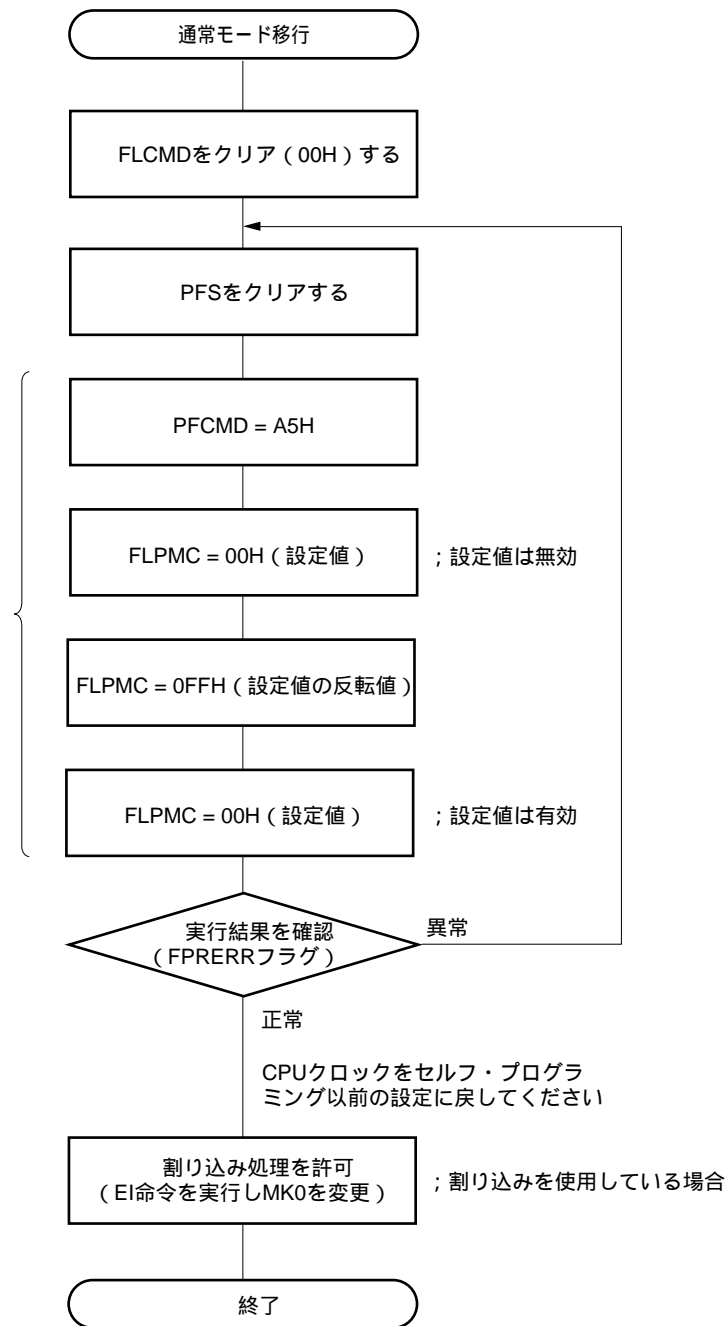 通常モード移行
FLCMDをクリア（00H）する
PFSをクリアする
PFCMD = A5H
FLPMC = 00H（設定値）
；設定値は無効
FLPMC = 0FFH（設定値の反転値）
FLPMC = 00H（設定値）
；設定値は有効
実行結果を確認
（FPRERRフラグ）
異常
正常
CPUクロックをセルフ・プログラ
ミング以前の設定に戻してください
割り込み処理を許可
（EI命令を実行しMK0を変更）
；割り込みを使用している場合
終了